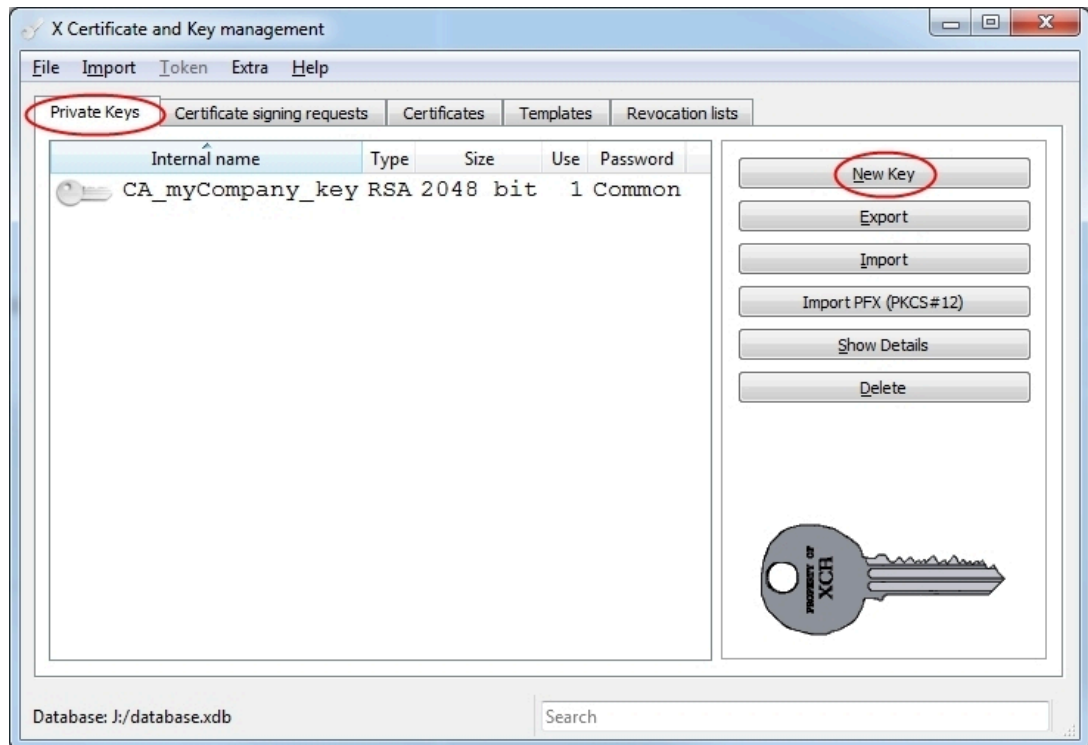 X Certificate and Key management
File Import Token Extra Help
Private Keys Certificate signing requests Certificates Templates Revocation lists
Internal name Type Size Use Password
CA_myCompany_key RSA 2048 bit 1 Common
New Key
Export
Import
Import PFX (PKCS#12)
Show Details
Delete
PROPERTY OF
XCA
Database: J:/database.xdb
Search